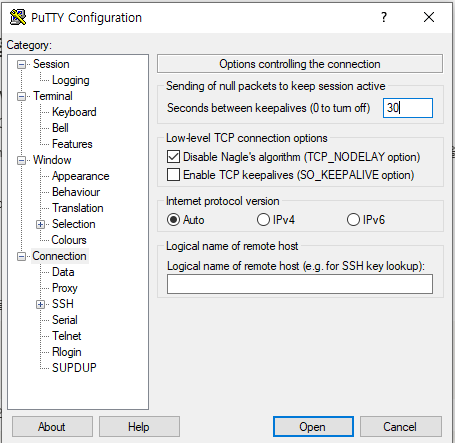 PuTTY Configuration
?
Category:
Session
Logging
Terminal
Keyboard
Bell
Features
Window
Appearance
Behaviour
Translation
Selection
Colours
Connection
Data
Proxy
SSH
Serial
Telnet
Rlogin
SUPDUP
Options controlling the connection
Sending of null packets to keep session active
Seconds between keepalives (0 to turn off) 30
Low-level TCP connection options
Disable Nagle's algorithm (TCP_NODELAY option)
Enable TCP keepalives (SO_KEEPALIVE option)
Internet protocol version
Auto IPv4 IPv6
Logical name of remote host
Logical name of remote host (e.g. for SSH key lookup):
About Help Open Cancel